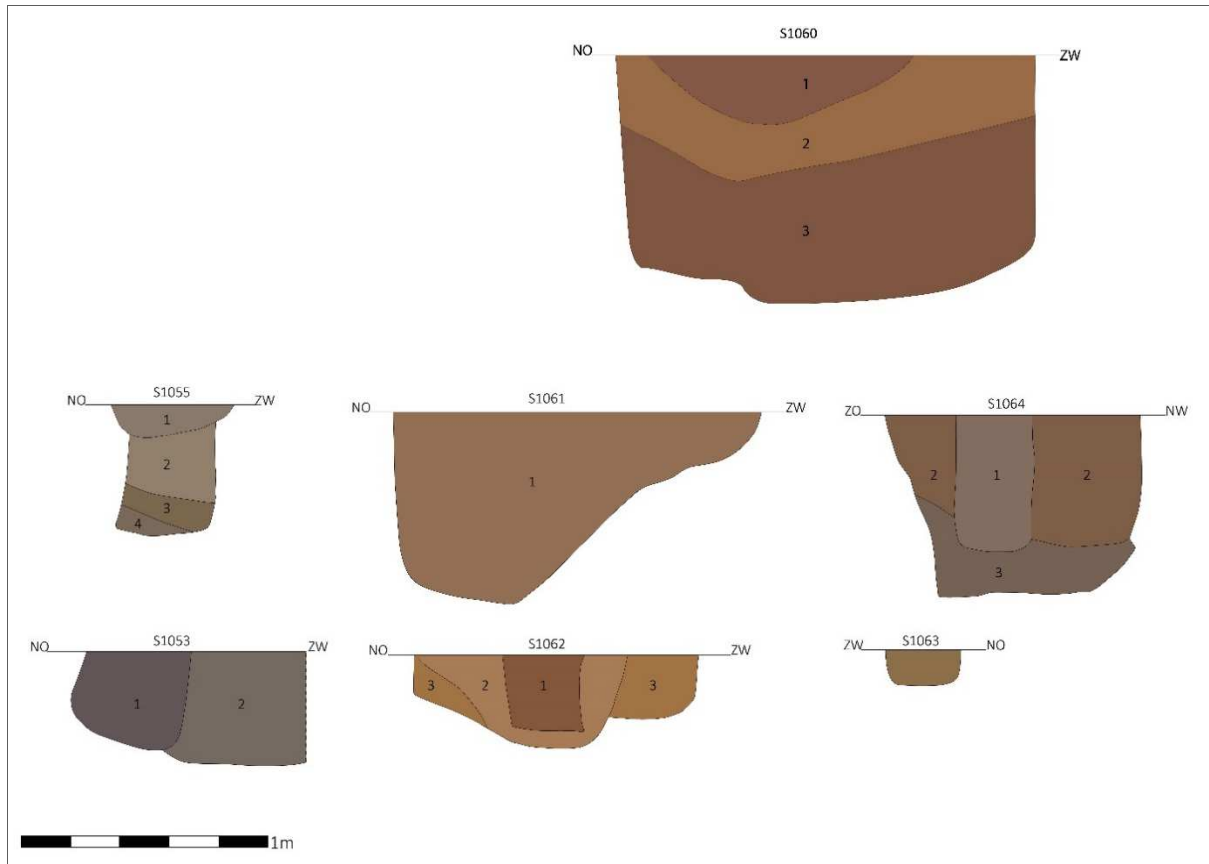 S1060
NO ZW
1
2
3
NO S1055 ZW
1
2
3
4
NO S1061 ZW
1
ZO S1064 NW
2 1 2
3
NO S1053 ZW
1 2
NO S1062 ZW
3 2 1 3
ZW S1063 NO
1m